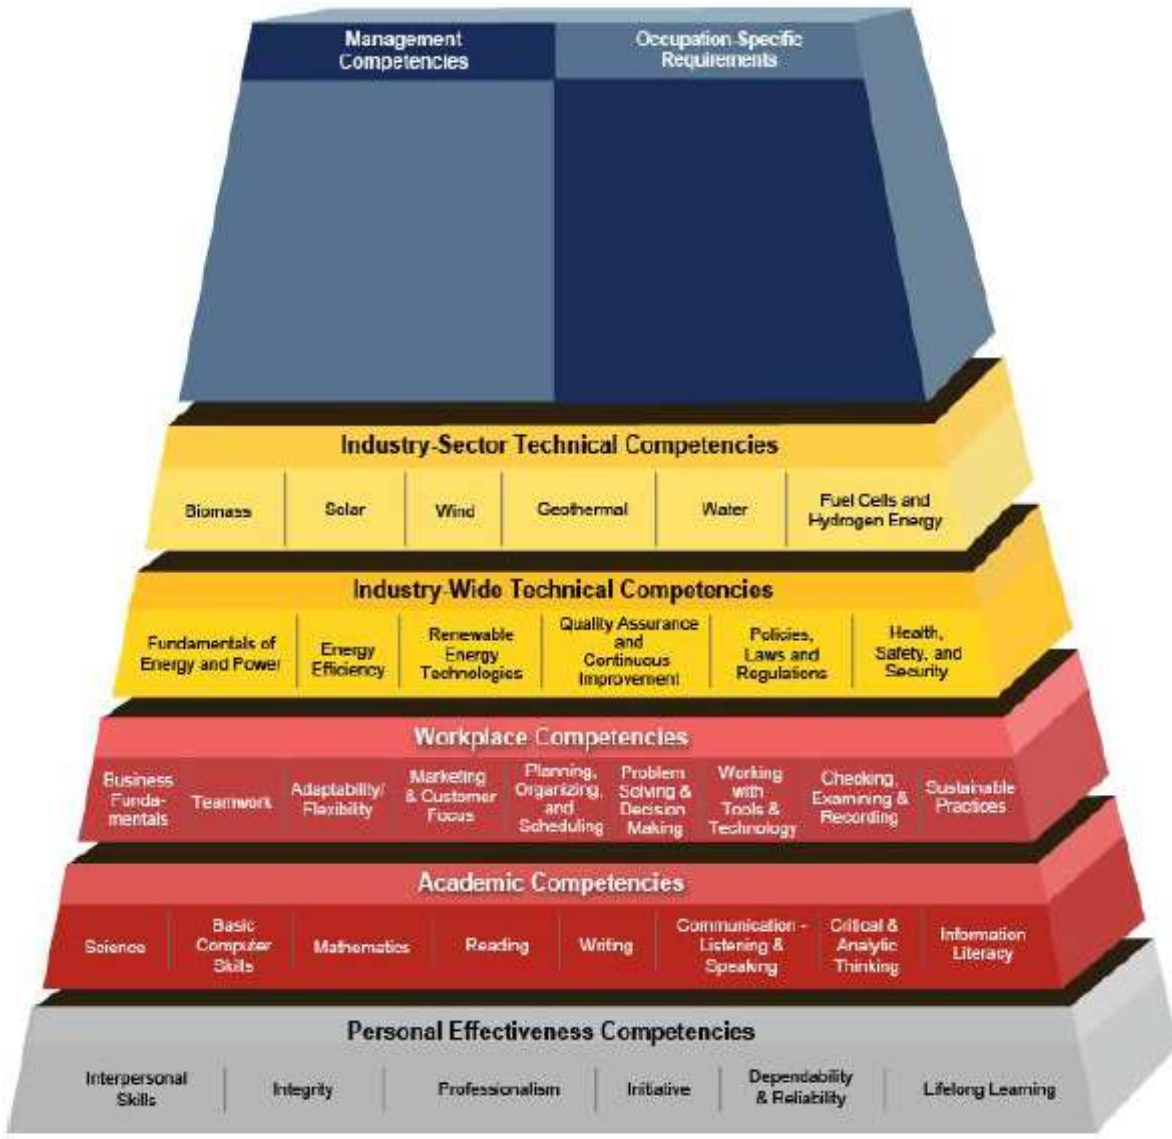 Management
Competencies
Occupation-Specific
Requirements
Industry-Sector Technical Competencies
Biomass
Solar
Wind
Geothermal
Water
Fuel Cells and
Hydrogen Energy
Industry-Wide Technical Competencies
Fundamentals of
Energy and Power
Energy
Efficiency
Renewable
Energy
Technologies
Quality Assurance
and
Continuous
Improvement
Policies,
Laws and
Regulations
Health,
Safety, and
Security
Workplace Competencies
Business
Funda-
mentals
Teamwork
Adaptability/
Flexibility
Marketing
& Customer
Focus
Planning,
Organizing,
and
Scheduling
Problem
Solving &
Decision
Making
Working
with
Tools &
Technology
Checking,
Examining &
Recording
Sustainable
Practices
Academic Competencies
Science
Basic
Computer
Skills
Mathematics
Reading
Writing
Communication -
Listening &
Speaking
Critical &
Analytic
Thinking
Information
Literacy
Personal Effectiveness Competencies
Interpersonal
Skills
Integrity
Professionalism
Initiative
Dependability
& Reliability
Lifelong Learning